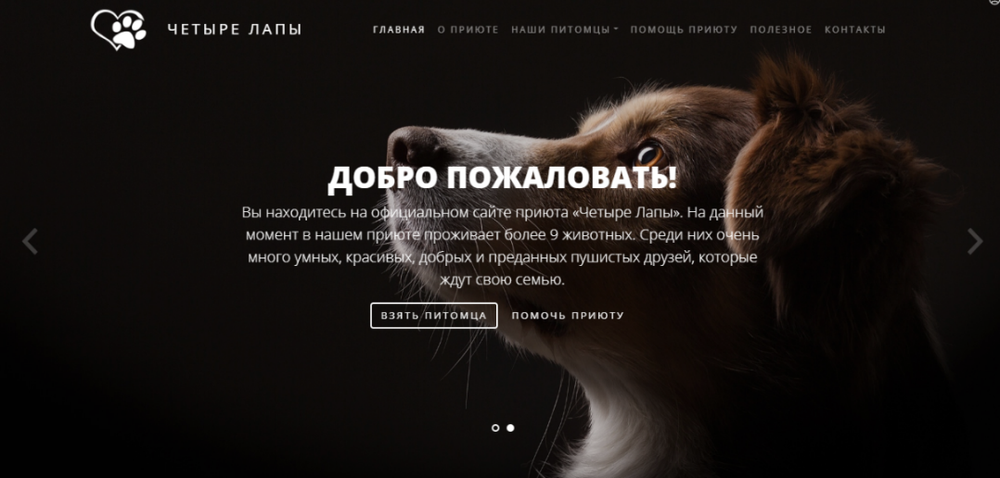 ЧЕТЫРЕ ЛАПЫ
ГЛАВНАЯ О ПРИЮТЕ НАШИ ПИТОМЦЫ ПОМОЩЬ ПРИЮТУ ПОЛЕЗНОЕ КОНТАКТЫ
ДОБРО ПОЖАЛОВАТЬ!
Вы находитесь на официальном сайте приюта «Четыре Лапы». На данный
момент в нашем приюте проживает более 9 животных. Среди них очень
много умных, красивых, добрых и преданных пушистых друзей, которые
ждут свою семью.
ВЗЯТЬ ПИТОМЦА ПОМОЧЬ ПРИЮТУ